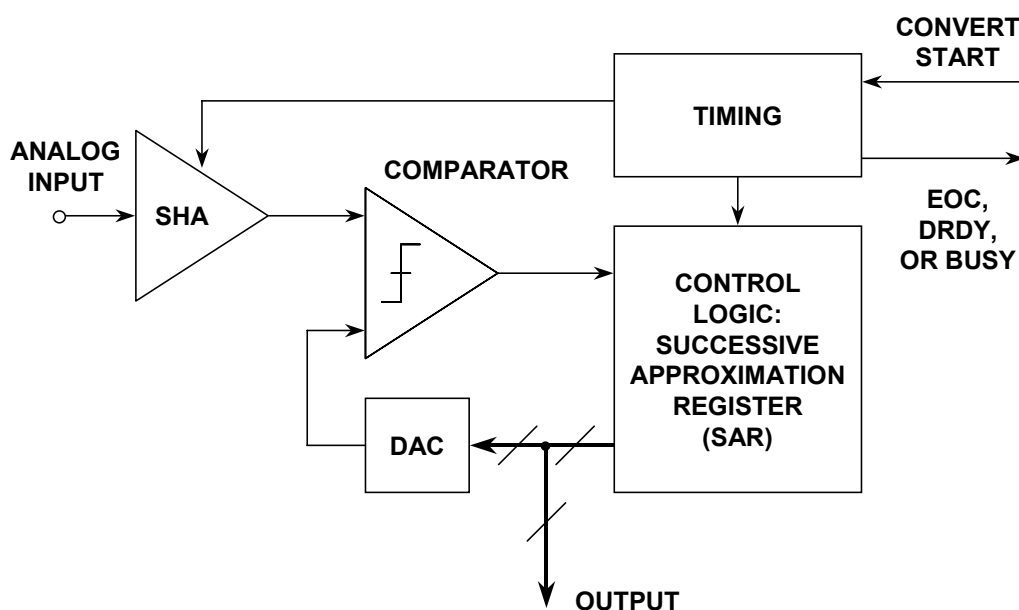 CONVERT
START
TIMING
ANALOG
INPUT
COMPARATOR
SHA
EOC,
DRDY,
OR BUSY
CONTROL
LOGIC:
SUCCESSIVE
APPROXIMATION
REGISTER
(SAR)
DAC
OUTPUT